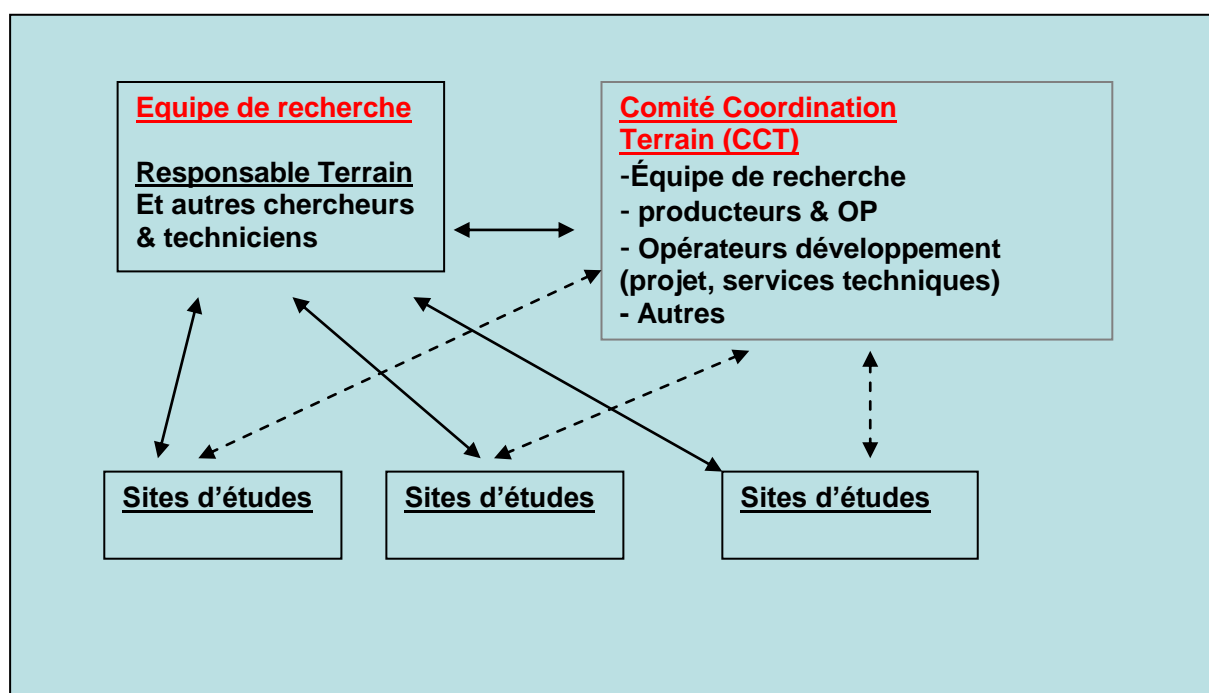 Equipe de recherche
Responsable Terrain
Et autres chercheurs
& techniciens
Comité Coordination
Terrain (CCT)
-Équipe de recherche
- producteurs & OP
- Opérateurs développement
(projet, services techniques)
- Autres
Sites d’études
Sites d’études
Sites d’études